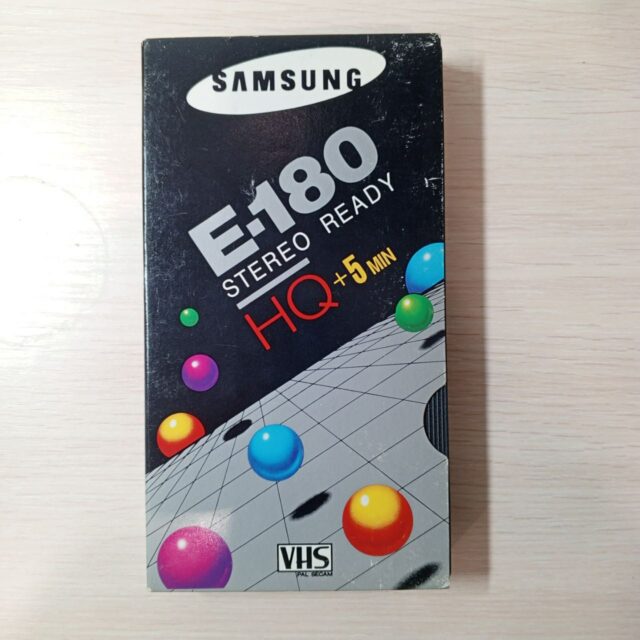 SAMSUNG
E-180
STEREO READY
HQ +5 MIN
VHS
PAL SECAM